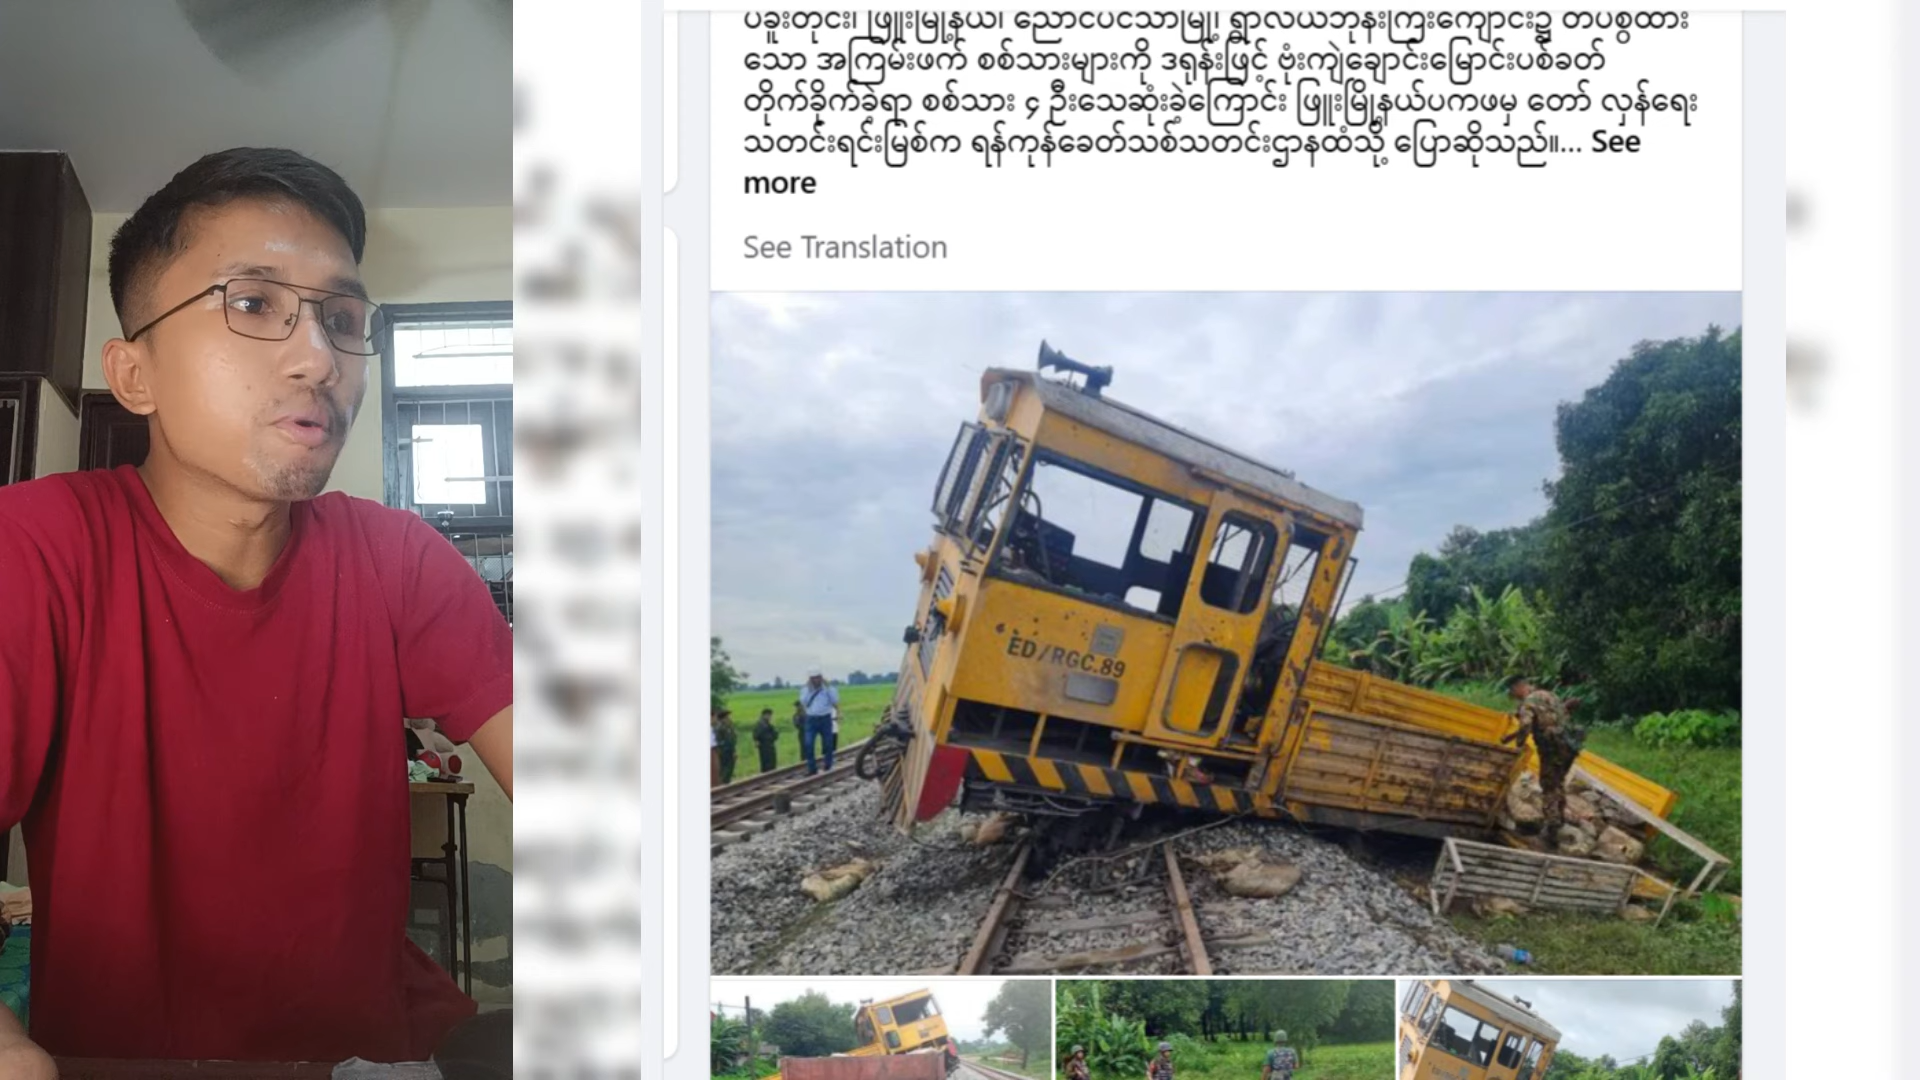 ပဲခူးတိုင်း၊ ဖြူးမြို့နယ်၊ ညောင်ပင်သာမြို့၊ ရွာလယ်ဘုန်းကြီးကျောင်း၌ တပ်စွဲထား
သော အကြမ်းဖက် စစ်သားများကို ဒရုန်းဖြင့် ဗုံးကျဲချောင်းမြောင်းပစ်ခတ်
တိုက်ခိုက်ခဲ့ရာ စစ်သား ၄ ဦးသေဆုံးခဲ့ကြောင်း ဖြူးမြို့နယ်ပကဖမှ တော် လှန်ရေး
သတင်းရင်းမြစ်က ရန်ကုန်ခေတ်သစ်သတင်းဌာနထံသို့ ပြောဆိုသည်။... See
more
See Translation
ED/RGC.89